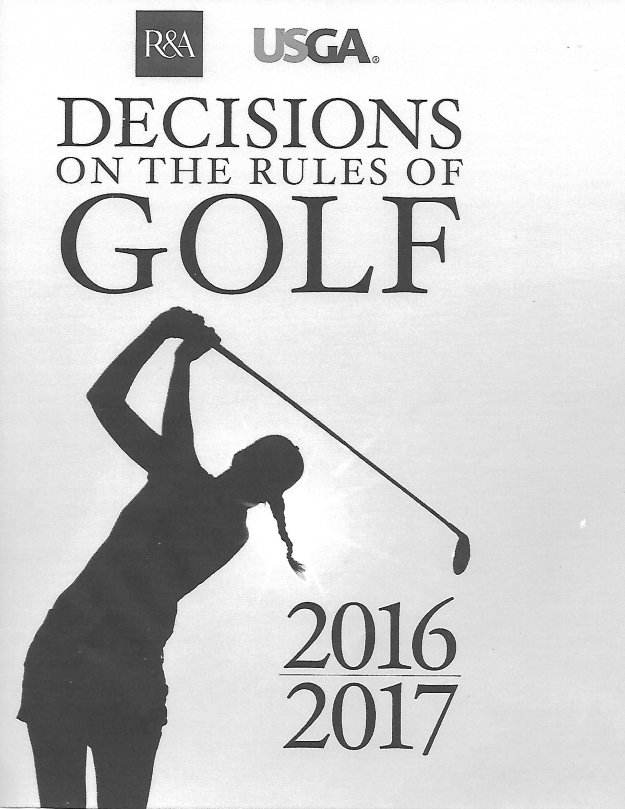 R&A USGA®
DECISIONS
ON THE RULES OF
GOLF
2016
2017